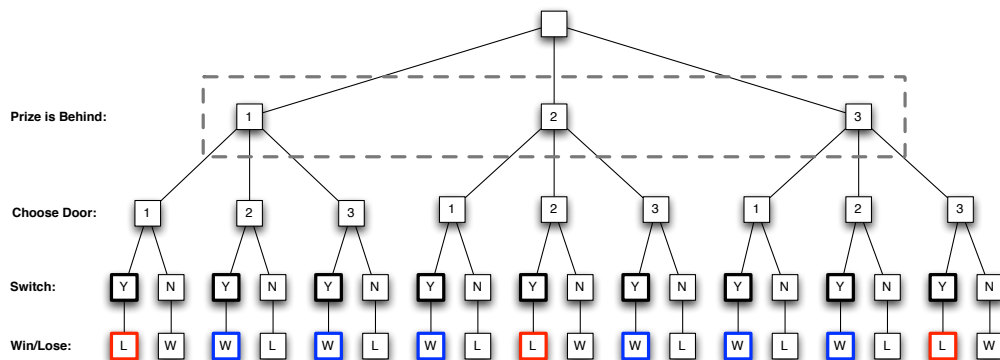 Prize is Behind: 1 2 3
Choose Door: 1 2 3 1 2 3 1 2 3
Switch: Y N Y N Y N Y N Y N Y N Y N Y N Y N
Win/Lose: L W W L W L W L L W W L W L W L L W